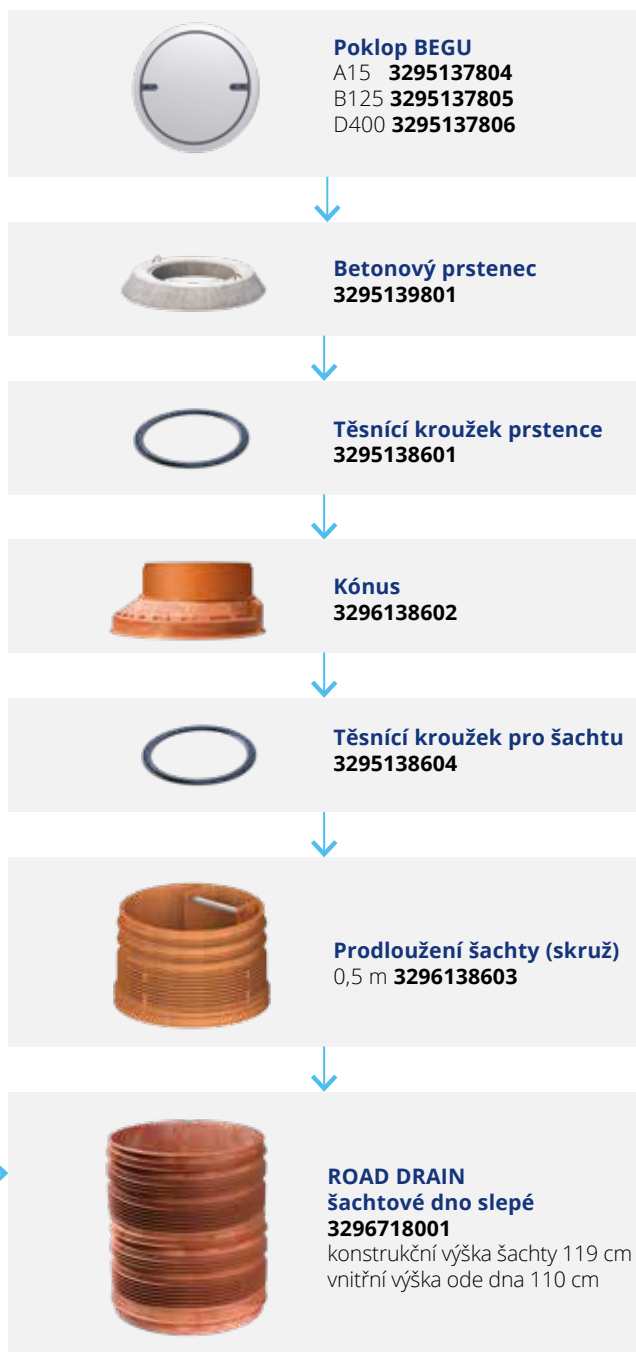 Poklop BEGU
A15 3295137804
B125 3295137805
D400 3295137806
Betonový prstenec
3295139801
Těsnící kroužek prstence
3295138601
Kónus
3296138602
Těsnící kroužek pro šachtu
3295138604
Prodloužení šachty (skruž)
0,5 m 3296138603
ROAD DRAIN
šachtové dno slepé
3296718001
konstrukční výška šachty 119 cm
vnitřní výška ode dna 110 cm